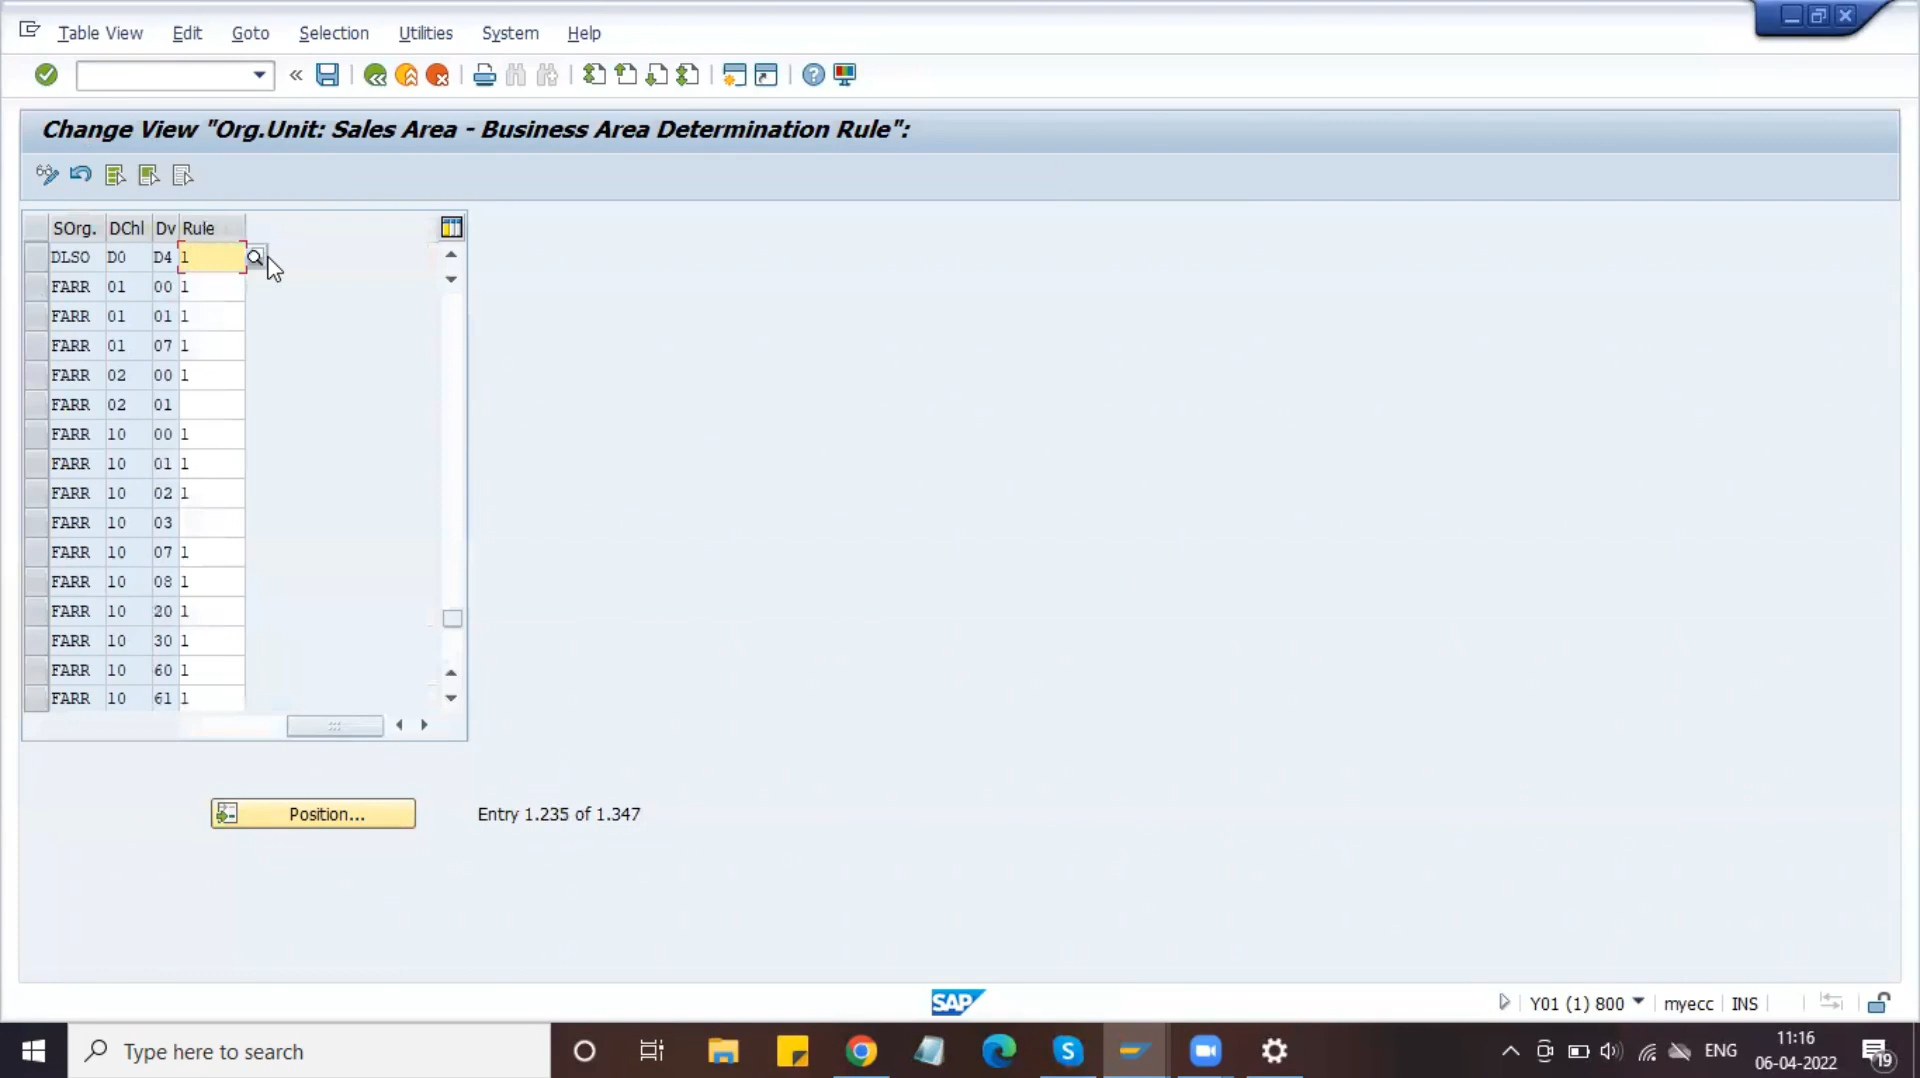 Table View Edit Goto Selection Utilities System Help
Change View "Org.Unit: Sales Area - Business Area Determination Rule":
SOrg. DChl Dv Rule
DLSO D0 D4 1
FARR 01 00 1
FARR 01 01 1
FARR 01 07 1
FARR 02 00 1
FARR 02 01
FARR 10 00 1
FARR 10 01 1
FARR 10 02 1
FARR 10 03
FARR 10 07 1
FARR 10 08 1
FARR 10 20 1
FARR 10 30 1
FARR 10 60 1
FARR 10 61 1
Position... Entry 1.235 of 1.347
SAP Y01 (1) 800 myecc INS
Type here to search ENG 11:16
06-04-2022 19